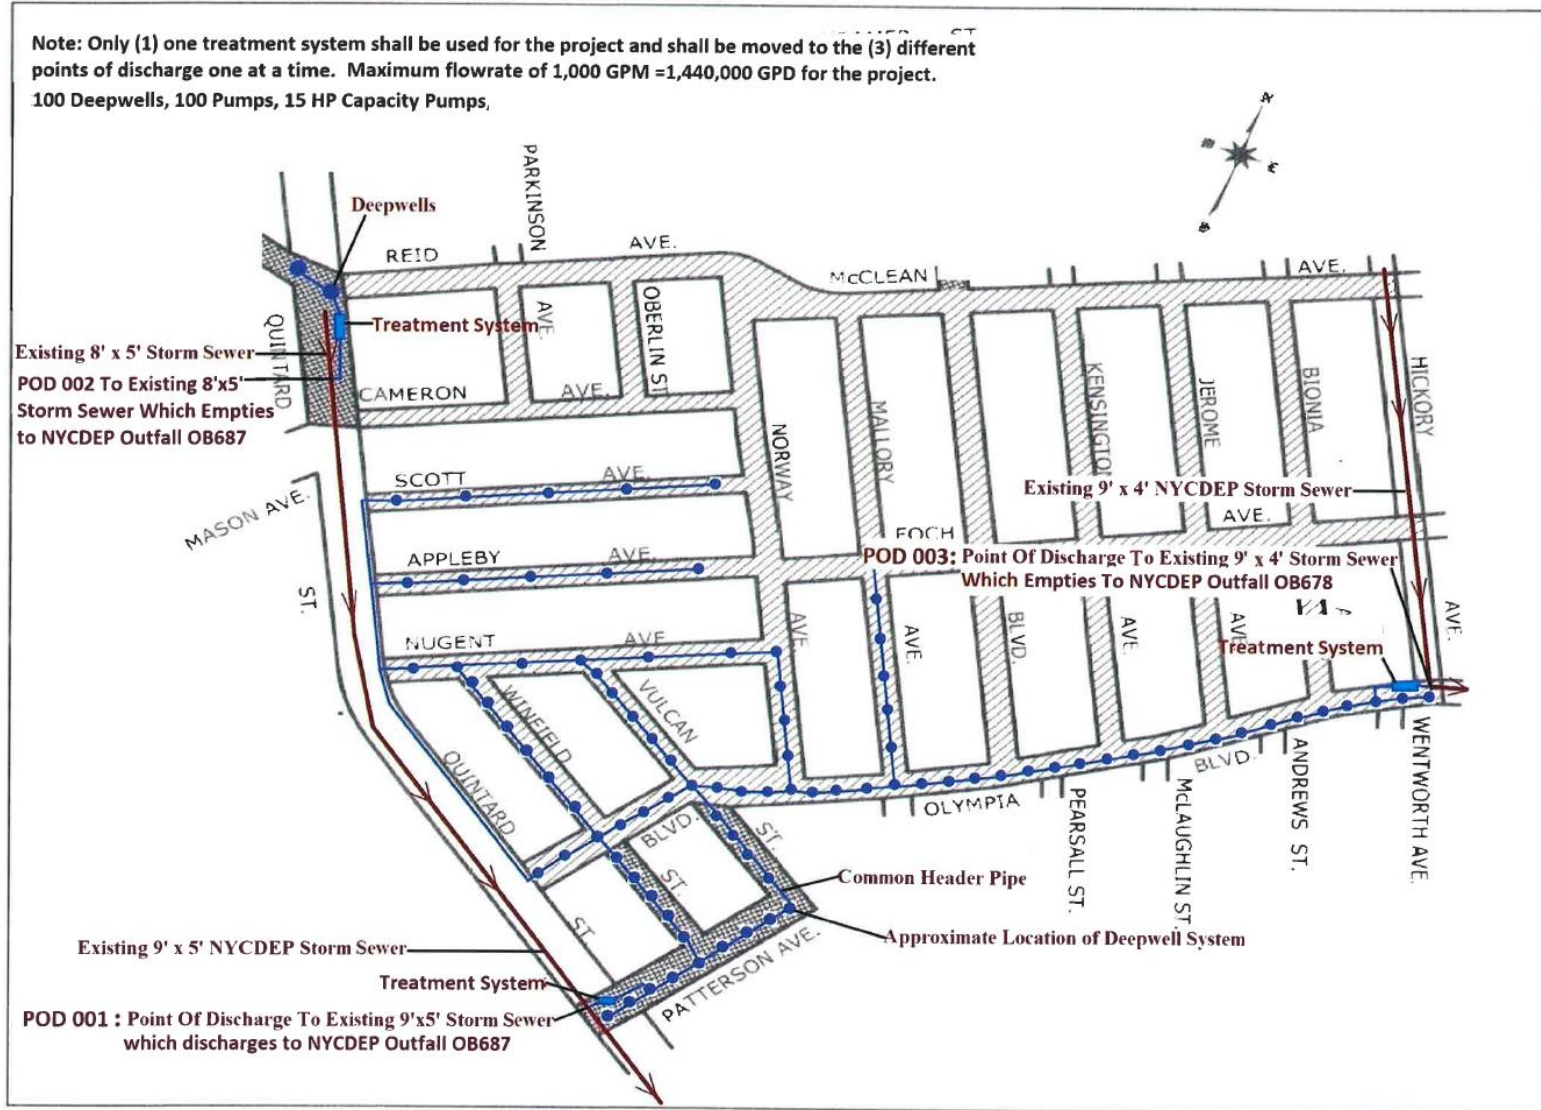 Note: Only (1) one treatment system shall be used for the project and shall be moved to the (3) different
points of discharge one at a time. Maximum flowrate of 1,000 GPM =1,440,000 GPD for the project.
100 Deepwells, 100 Pumps, 15 HP Capacity Pumps,
ST
N
PARKINSON
AVE.
Deepwells
REID
AVE.
McCLEAN
AVE.
QUINTARD
Treatment System
OBERLIN ST
Existing 8' x 5' Storm Sewer
POD 002 To Existing 8'x5'
Storm Sewer Which Empties
to NYCDEP Outfall OB687
CAMERON
AVE.
NORWAY
AVE
MALLORY
AVE.
KENSINGTON
AVE.
JEROME
AVE
BIONIA
HICKORY
AVE.
SCOTT
AVE.
MASON AVE.
Existing 9' x 4' NYCDEP Storm Sewer
AVE.
FOCH
APPLEBY
AVE.
POD 003: Point Of Discharge To Existing 9' x 4' Storm Sewer
Which Empties To NYCDEP Outfall OB678
ST.
BLVD.
NUGENT
AVE
Treatment System
WINFIELD
ST.
VULCAN
ST.
QUINTARD
ST.
BLVD.
OLYMPIA
BLVD.
PEARSALL ST.
McLAUGHLIN ST.
ANDREWS ST.
WENTWORTH AVE.
Common Header Pipe
Approximate Location of Deepwell System
Existing 9' x 5' NYCDEP Storm Sewer
Treatment System
PATTERSON AVE.
POD 001 : Point Of Discharge To Existing 9'x5' Storm Sewer
which discharges to NYCDEP Outfall OB687